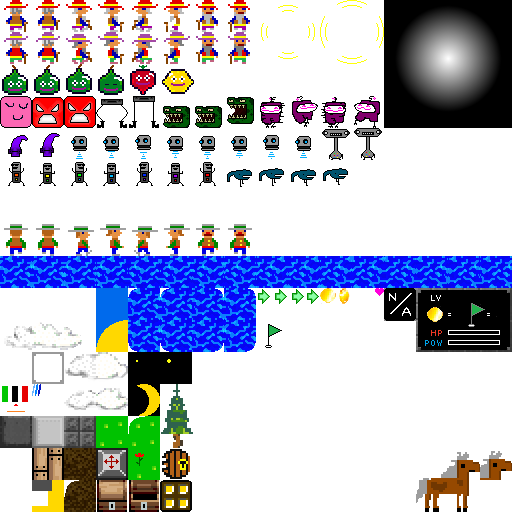 N/A
LV
=
=
HP
POW